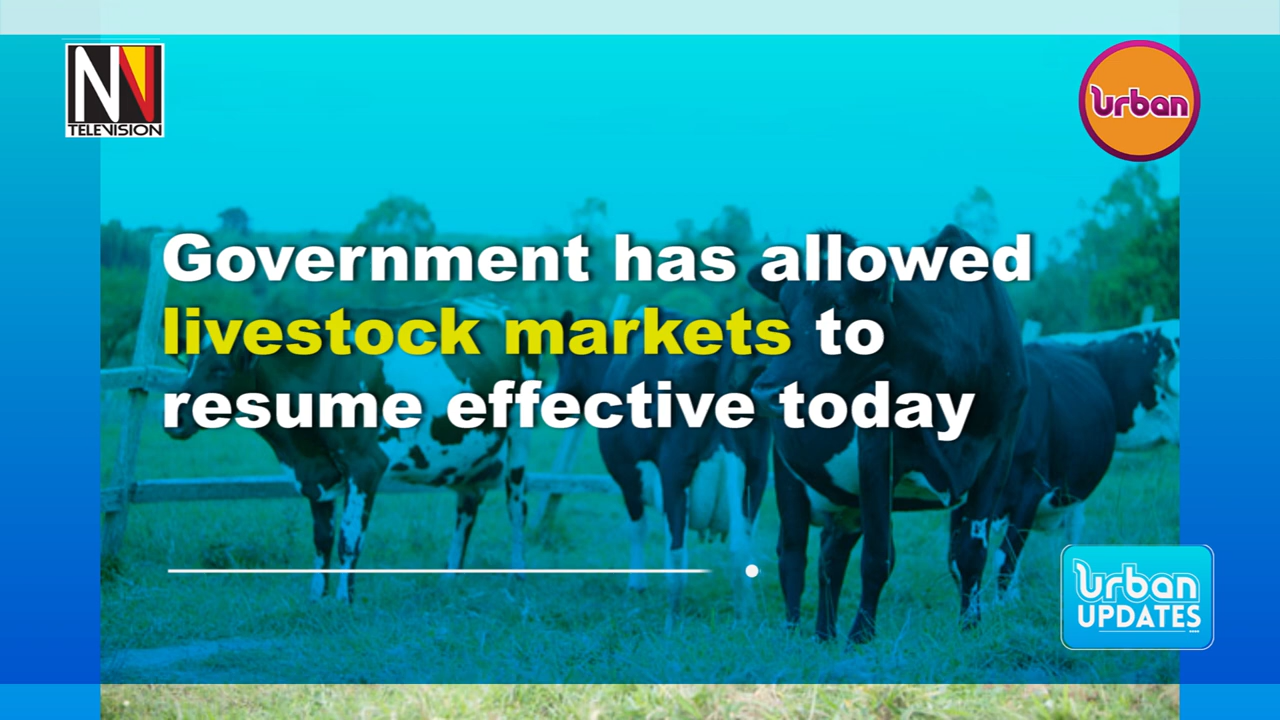 NV
TELEVISION
Urban
Government has allowed
livestock markets to
resume effective today
Urban
UPDATES